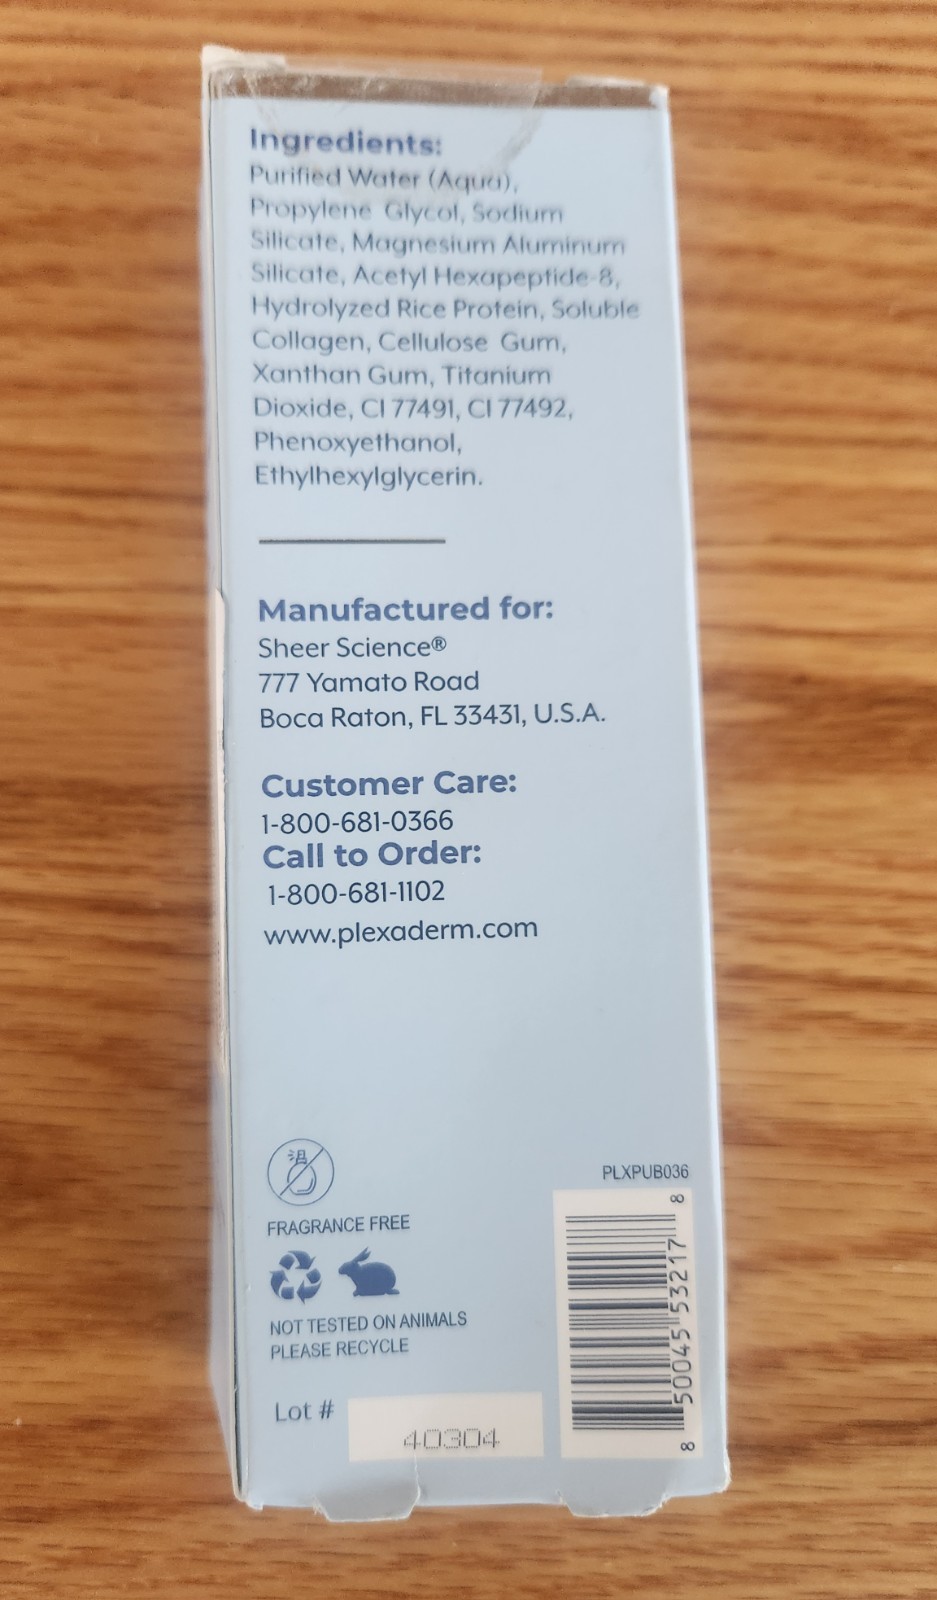 Ingredients:
Purified Water (Aqua),
Propylene Glycol, Sodium
Silicate, Magnesium Aluminum
Silicate, Acetyl Hexapeptide-8,
Hydrolyzed Rice Protein, Soluble
Collagen, Cellulose Gum,
Xanthan Gum, Titanium
Dioxide, CI 77491, CI 77492,
Phenoxyethanol,
Ethylhexylglycerin.
Manufactured for:
Sheer Science®
777 Yamato Road
Boca Raton, FL 33431, U.S.A.
Customer Care:
1-800-681-0366
Call to Order:
1-800-681-1102
www.plexaderm.com
FRAGRANCE FREE
NOT TESTED ON ANIMALS
PLEASE RECYCLE
Lot # 40304
PLXPUB036
8 50045 53217 8